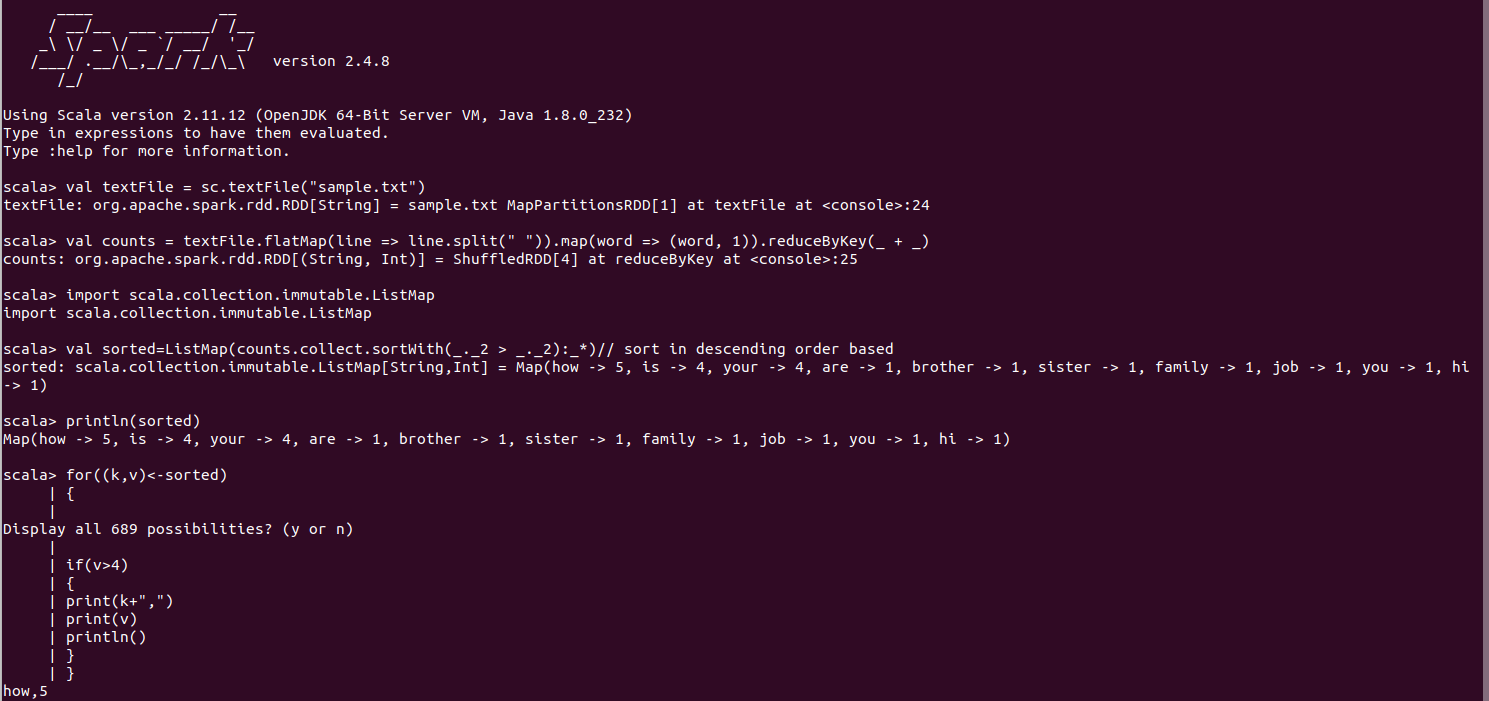 ____              __
     / __/__  ___ _____/ /__
    _\ \/ _ \/ _ `/ __/  '_/
   /___/ .__/\_,_/_/ /_/\_\   version 2.4.8
      /_/

Using Scala version 2.11.12 (OpenJDK 64-Bit Server VM, Java 1.8.0_232)
Type in expressions to have them evaluated.
Type :help for more information.

scala> val textFile = sc.textFile("sample.txt")
textFile: org.apache.spark.rdd.RDD[String] = sample.txt MapPartitionsRDD[1] at textFile at <console>:24

scala> val counts = textFile.flatMap(line => line.split(" ")).map(word => (word, 1)).reduceByKey(_ + _)
counts: org.apache.spark.rdd.RDD[(String, Int)] = ShuffledRDD[4] at reduceByKey at <console>:25

scala> import scala.collection.immutable.ListMap
import scala.collection.immutable.ListMap

scala> val sorted=ListMap(counts.collect.sortWith(_._2 > _._2):_*)// sort in descending order based
sorted: scala.collection.immutable.ListMap[String,Int] = Map(how -> 5, is -> 4, your -> 4, are -> 1, brother -> 1, sister -> 1, family -> 1, job -> 1, you -> 1, hi
-> 1)

scala> println(sorted)
Map(how -> 5, is -> 4, your -> 4, are -> 1, brother -> 1, sister -> 1, family -> 1, job -> 1, you -> 1, hi -> 1)

scala> for((k,v)<-sorted)
     | {
     |
Display all 689 possibilities? (y or n)
     |
     | if(v>4)
     | {
     | print(k+",")
     | print(v)
     | println()
     | }
     | }
how,5